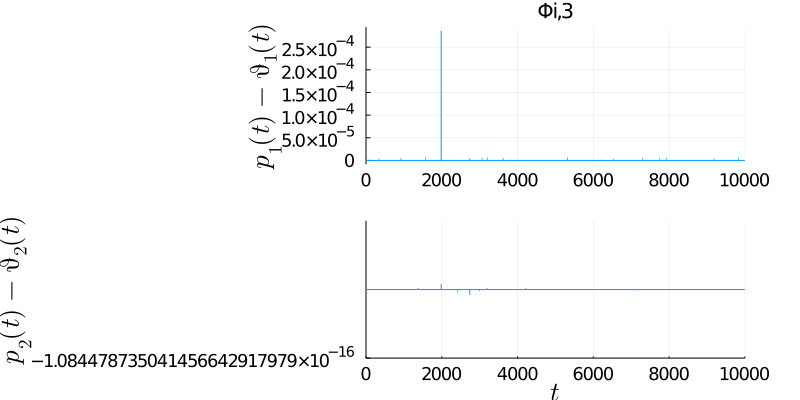 Φi,3
p₁(t) − ϑ₁(t)
2.5×10⁻⁴
2.0×10⁻⁴
1.5×10⁻⁴
1.0×10⁻⁴
5.0×10⁻⁵
0
0 2000 4000 6000 8000 10000
p₂(t) − ϑ₂(t)
−1.0844787350414566429179​79×10⁻¹⁶
0 2000 4000 6000 8000 10000
t